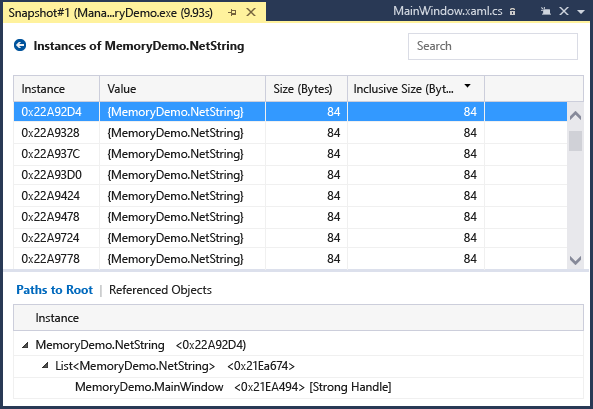 Snapshot#1 (Mana...ryDemo.exe (9.93s) MainWindow.xaml.cs
Instances of MemoryDemo.NetString Search
Instance Value Size (Bytes) Inclusive Size (Byt...
0x22A92D4 {MemoryDemo.NetString} 84 84
0x22A9328 {MemoryDemo.NetString} 84 84
0x22A937C {MemoryDemo.NetString} 84 84
0x22A93D0 {MemoryDemo.NetString} 84 84
0x22A9424 {MemoryDemo.NetString} 84 84
0x22A9478 {MemoryDemo.NetString} 84 84
0x22A9724 {MemoryDemo.NetString} 84 84
0x22A9778 {MemoryDemo.NetString} 84 84
Paths to Root | Referenced Objects
Instance
MemoryDemo.NetString <0x22A92D4)
List<MemoryDemo.NetString> <0x21Ea674>
MemoryDemo.MainWindow <0x21EA494> [Strong Handle]